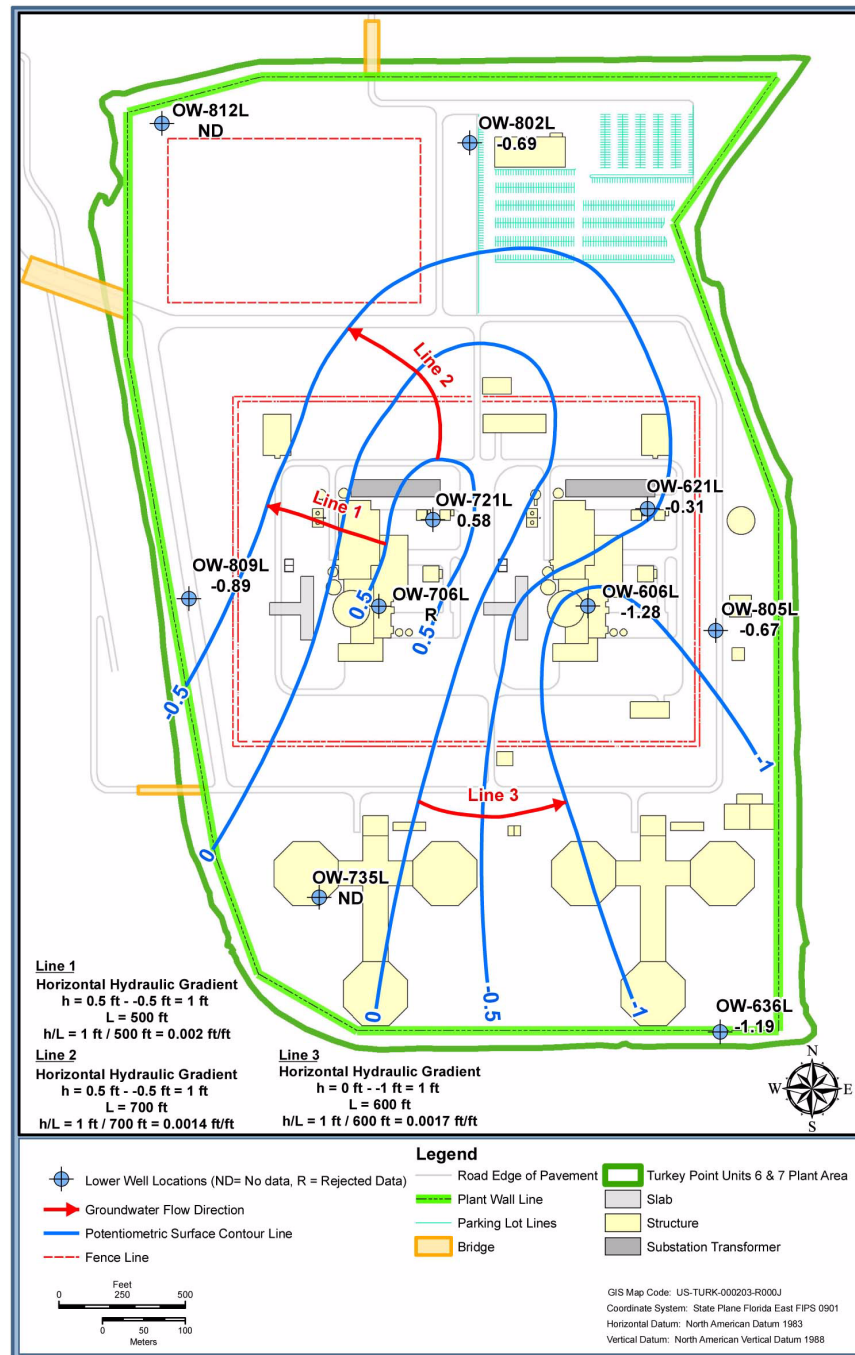 OW-812L
ND
OW-802L
-0.69
Line 2
OW-621L
-0.31
OW-721L
0.58
Line 1
OW-809L
-0.89
OW-706L
R
OW-606L
-1.28
OW-805L
-0.67
0.5
0.5
-0.5
-1
Line 3
0
OW-735L
ND
0
-0.5
-1
OW-636L
-1.19
Line 1
Horizontal Hydraulic Gradient
h = 0.5 ft - -0.5 ft = 1 ft
L = 500 ft
h/L = 1 ft / 500 ft = 0.002 ft/ft
Line 2
Horizontal Hydraulic Gradient
h = 0.5 ft - -0.5 ft = 1 ft
L = 700 ft
h/L = 1 ft / 700 ft = 0.0014 ft/ft
Line 3
Horizontal Hydraulic Gradient
h = 0 ft - -1 ft = 1 ft
L = 600 ft
h/L = 1 ft / 600 ft = 0.0017 ft/ft
N
W E
S
Legend
Lower Well Locations (ND= No data, R = Rejected Data)
Groundwater Flow Direction
Potentiometric Surface Contour Line
Fence Line
Road Edge of Pavement
Plant Wall Line
Parking Lot Lines
Bridge
Turkey Point Units 6 & 7 Plant Area
Slab
Structure
Substation Transformer
Feet
0 250 500
0 50 100
Meters
GIS Map Code: US-TURK-000203-R000J
Coordinate System: State Plane Florida East FIPS 0901
Horizontal Datum: North American Datum 1983
Vertical Datum: North American Vertical Datum 1988